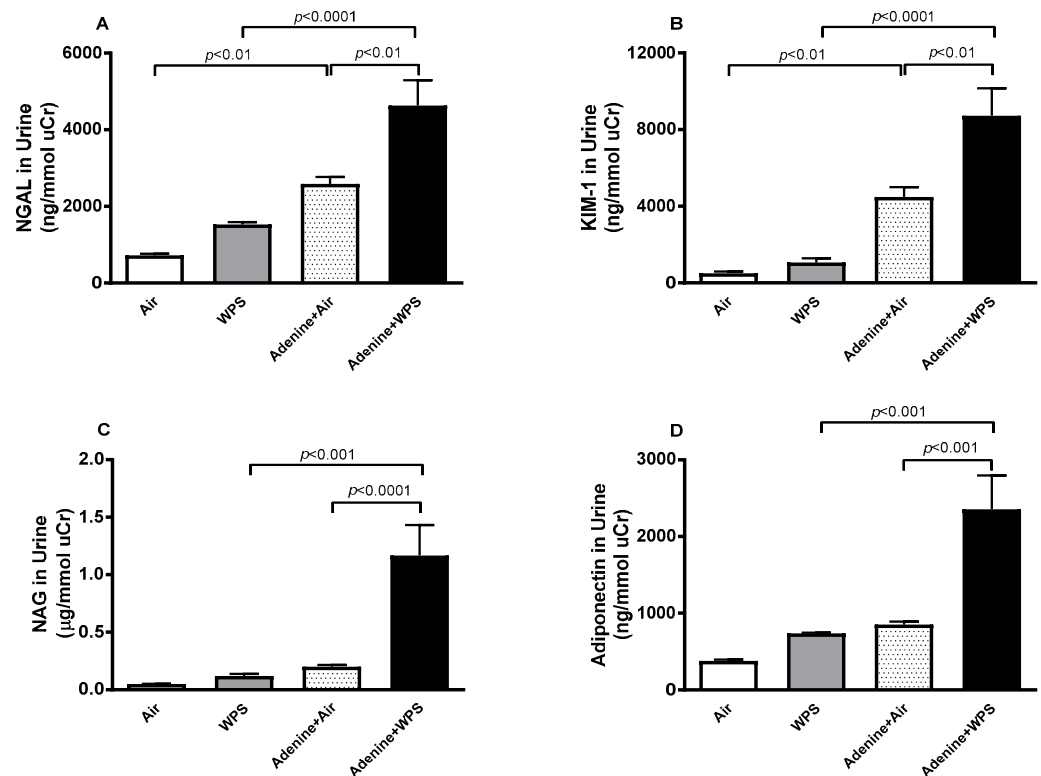 A
p<0.0001
p<0.01
p<0.01
NGAL in Urine
(ng/mmol uCr)
6000
4000
2000
0
Air
WPS
Adenine+Air
Adenine+WPS
B
p<0.0001
p<0.01
p<0.01
KIM-1 in Urine
(ng/mmol uCr)
12000
8000
4000
0
Air
WPS
Adenine+Air
Adenine+WPS
C
p<0.001
p<0.0001
NAG in Urine
(μg/mmol uCr)
2.0
1.5
1.0
0.5
0.0
Air
WPS
Adenine+Air
Adenine+WPS
D
p<0.001
p<0.001
Adiponectin in Urine
(ng/mmol uCr)
3000
2000
1000
0
Air
WPS
Adenine+Air
Adenine+WPS